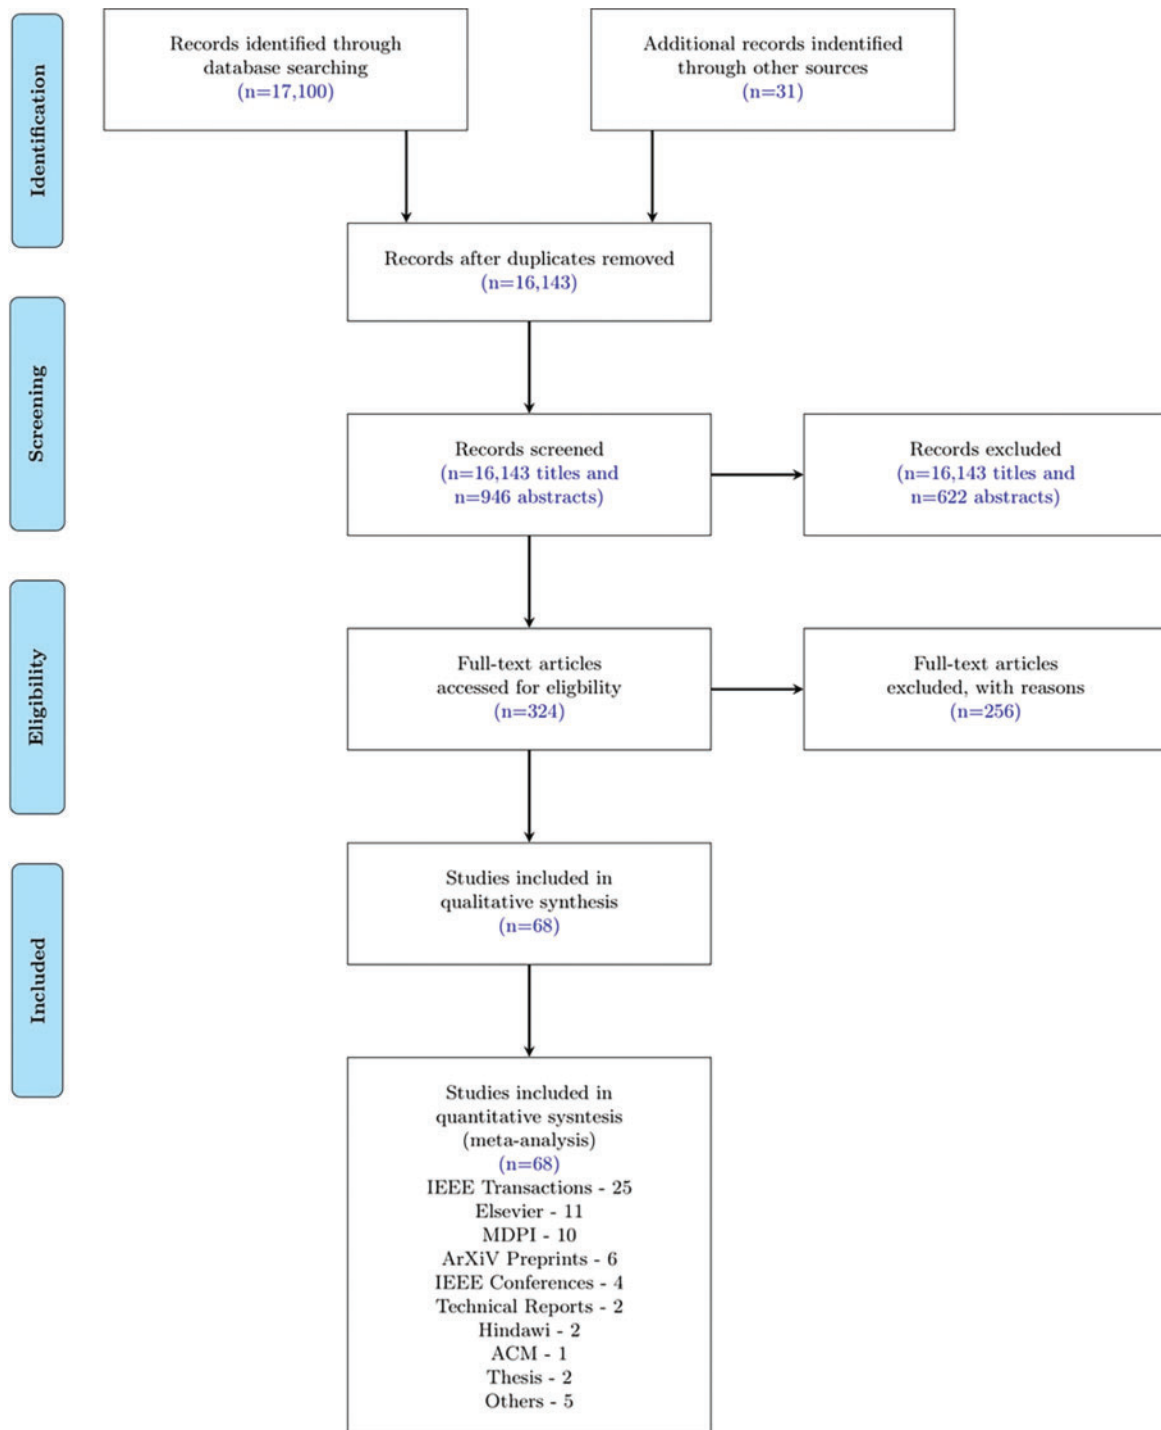 Identification
Records identified through
database searching
(n=17,100)
Additional records indentified
through other sources
(n=31)
Records after duplicates removed
(n=16,143)
Screening
Records screened
(n=16,143 titles and
n=946 abstracts)
Records excluded
(n=16,143 titles and
n=622 abstracts)
Eligibility
Full-text articles
accessed for eligbility
(n=324)
Full-text articles
excluded, with reasons
(n=256)
Included
Studies included in
qualitative synthesis
(n=68)
Studies included in
quantitative sysntesis
(meta-analysis)
(n=68)
IEEE Transactions - 25
Elsevier - 11
MDPI - 10
ArXiV Preprints - 6
IEEE Conferences - 4
Technical Reports - 2
Hindawi - 2
ACM - 1
Thesis - 2
Others - 5